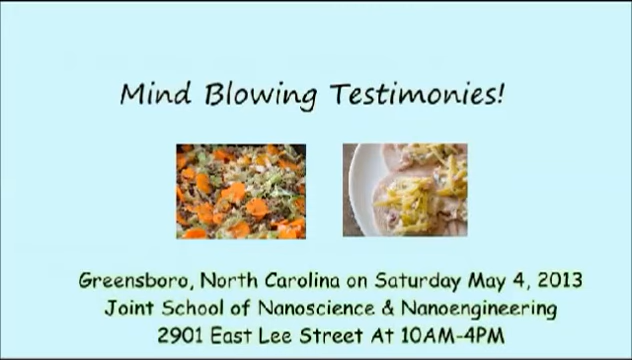 Mind Blowing Testimonies!
Greensboro, North Carolina on Saturday May 4, 2013
Joint School of Nanoscience & Nanoengineering
2901 East Lee Street At 10AM-4PM